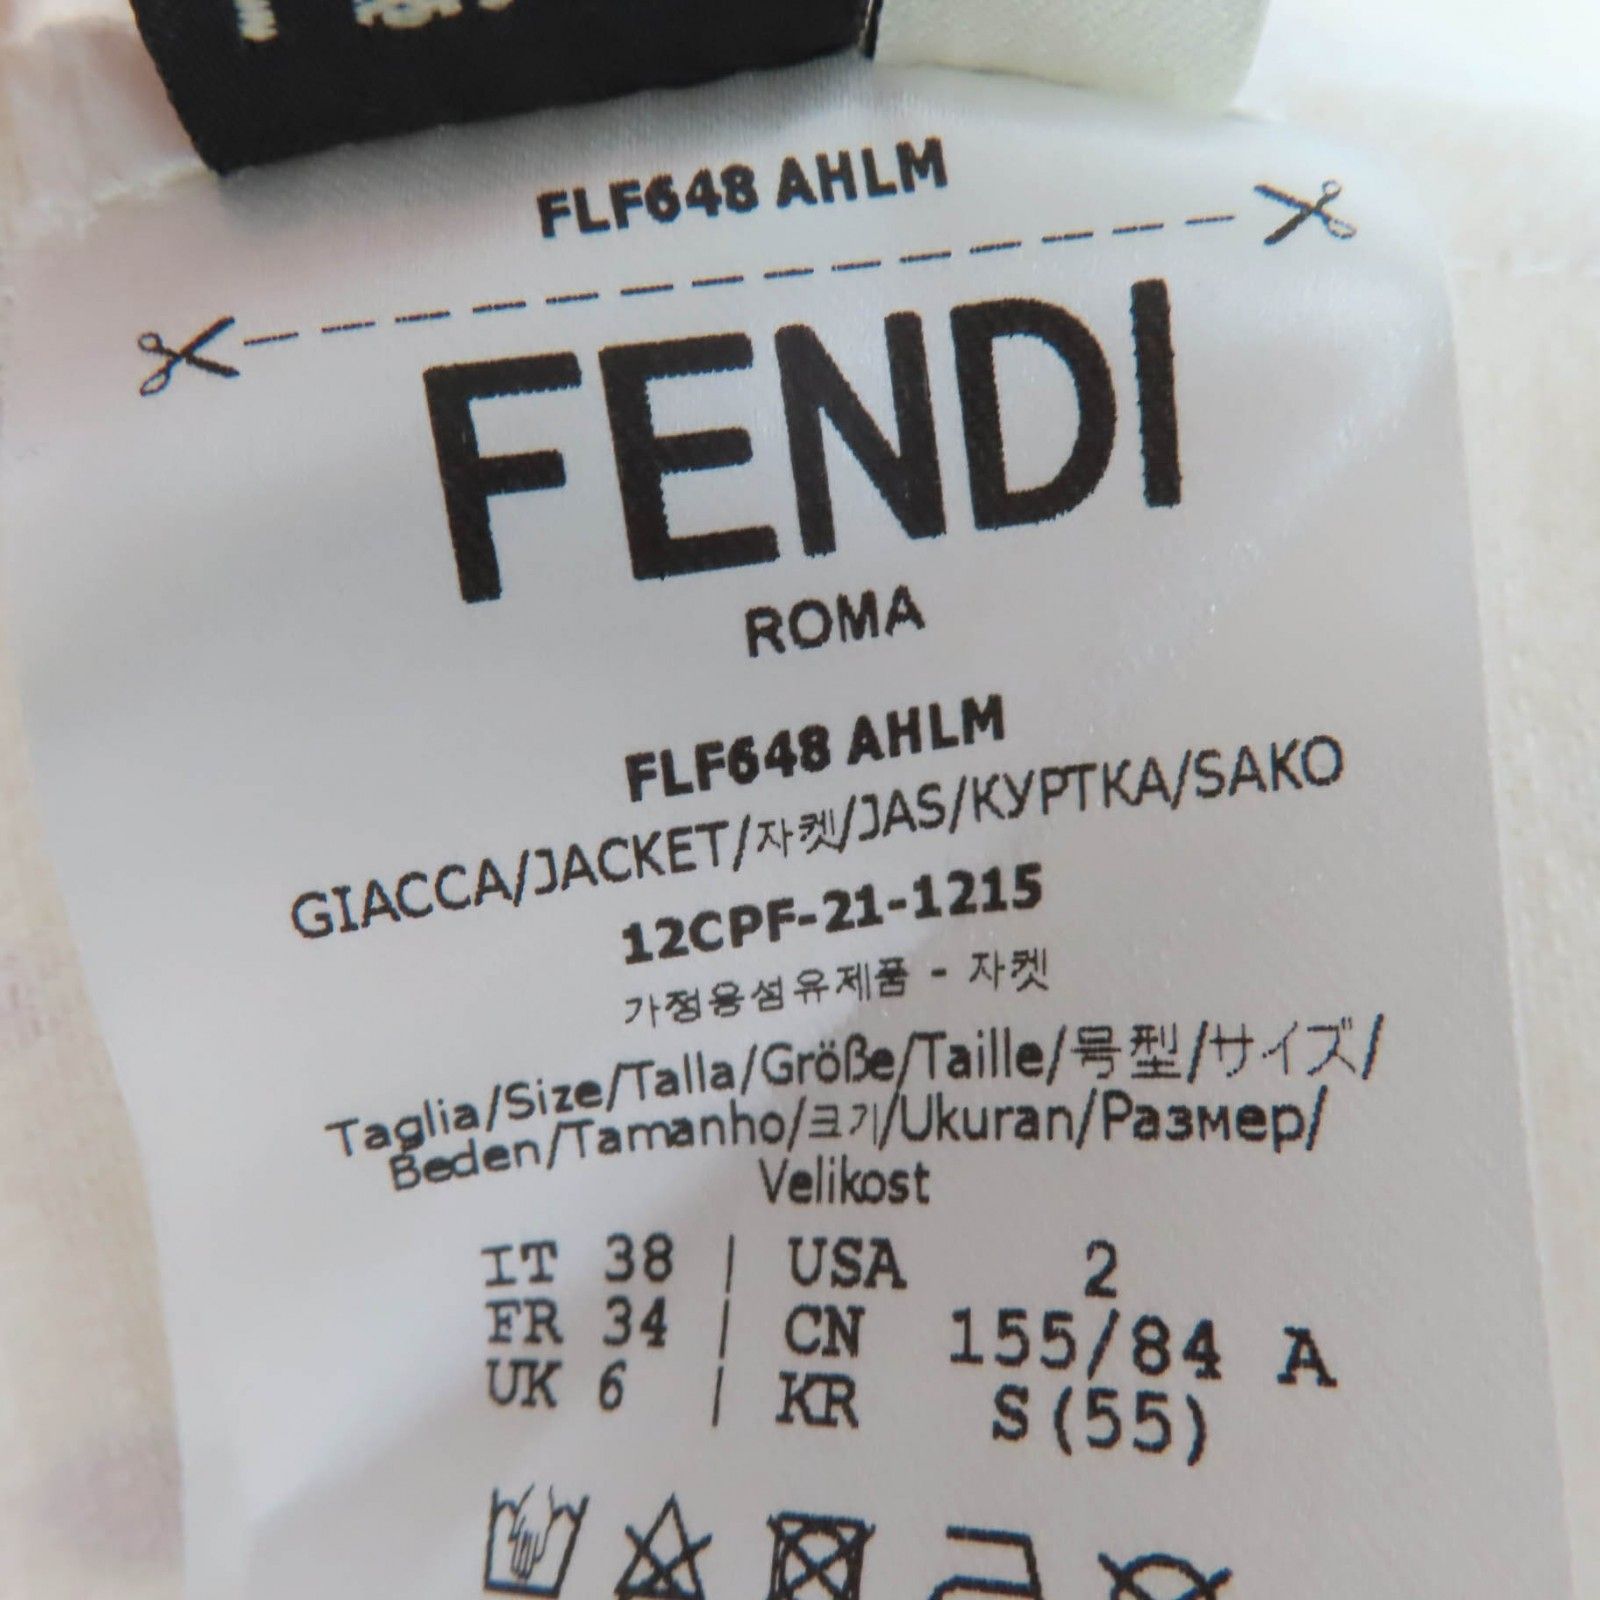 FLF648 AHLM
FENDI
ROMA
FLF648 AHLM
GIACCA/JACKET/자켓/JAS/КУРТКА/SAKO
12CPF-21-1215
가정용섬유제품 - 자켓
Taglia/Size/Talla/Größe/Taille/号型/サイズ/
Beden/Tamanho/크기/Ukuran/Размер/
Velikost
IT 38 | USA 2
FR 34 | CN 155/84 A
UK 6 | KR S(55)